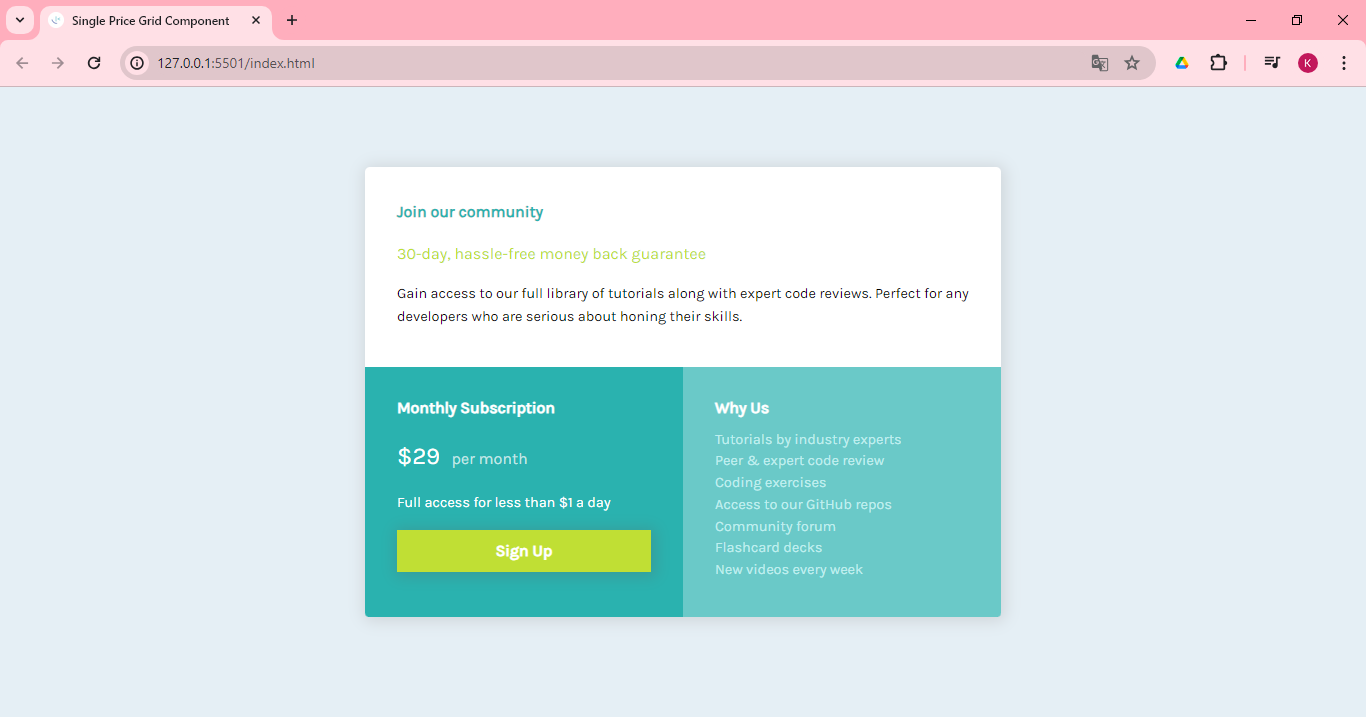 Single Price Grid Component
127.0.0.1:5501/index.html
K
Join our community
30-day, hassle-free money back guarantee
Gain access to our full library of tutorials along with expert code reviews. Perfect for any
developers who are serious about honing their skills.
Monthly Subscription
$29 per month
Full access for less than $1 a day
Sign Up
Why Us
Tutorials by industry experts
Peer & expert code review
Coding exercises
Access to our GitHub repos
Community forum
Flashcard decks
New videos every week